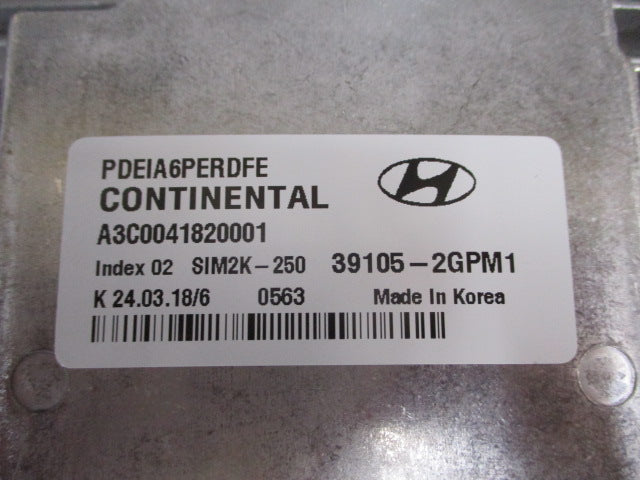 PDEIA6PERDFE
CONTINENTAL
A3C0041820001
Index 02 SIM2K-250 39105-2GPM1
K 24.03.18/6 0563 Made In Korea